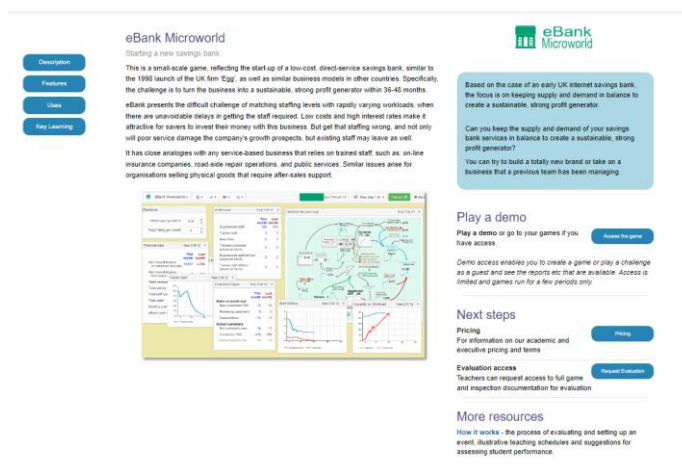 eBank Microworld
Starting a new savings bank
This is a small-scale game, reflecting the start-up of a low-cost, direct-service savings bank, similar to
the 1998 launch of the UK firm 'Egg', as well as similar business models in other countries. Specifically,
the challenge is to turn the business into a sustainable, strong profit generator within 36-48 months.
eBank presents the difficult challenge of matching staffing levels with rapidly varying workloads, when
there are unavoidable delays in getting the staff required. Low costs and high interest rates make it
attractive for savers to invest their money with this business. But get that staffing wrong, and not only
will poor service damage the company's growth prospects, but existing staff may leave as well.
It has close analogies with any service-based business that relies on trained staff, such as: on-line
insurance companies, road-side repair operations, and public services. Similar issues arise for
organisations selling physical goods that require after-sales support.
Description
Features
Uses
Key Learning
eBank Microworld
eBank
Microworld
Based on the case of an early UK internet savings bank,
the focus is on keeping supply and demand in balance to
create a sustainable, strong profit generator.
Can you keep the supply and demand of your savings
bank services in balance to create a sustainable, strong
profit generator?
You can try to build a totally new brand or take on a
business that a previous team has been managing.
Play a demo
Play a demo or go to your games if you
have access.
Access the game
Demo access enables you to create a game or play a challenge
as a guest and see the reports etc that are available. Access is
limited and games run for a few periods only.
Next steps
Pricing
For information on our academic and
executive pricing and terms
Pricing
Evaluation access
Teachers can request access to full game
and inspection documentation for evaluation
Request Evaluation
More resources
How it works - the process of evaluating and setting up an
event, illustrative teaching schedules and suggestions for
assessing student performance.